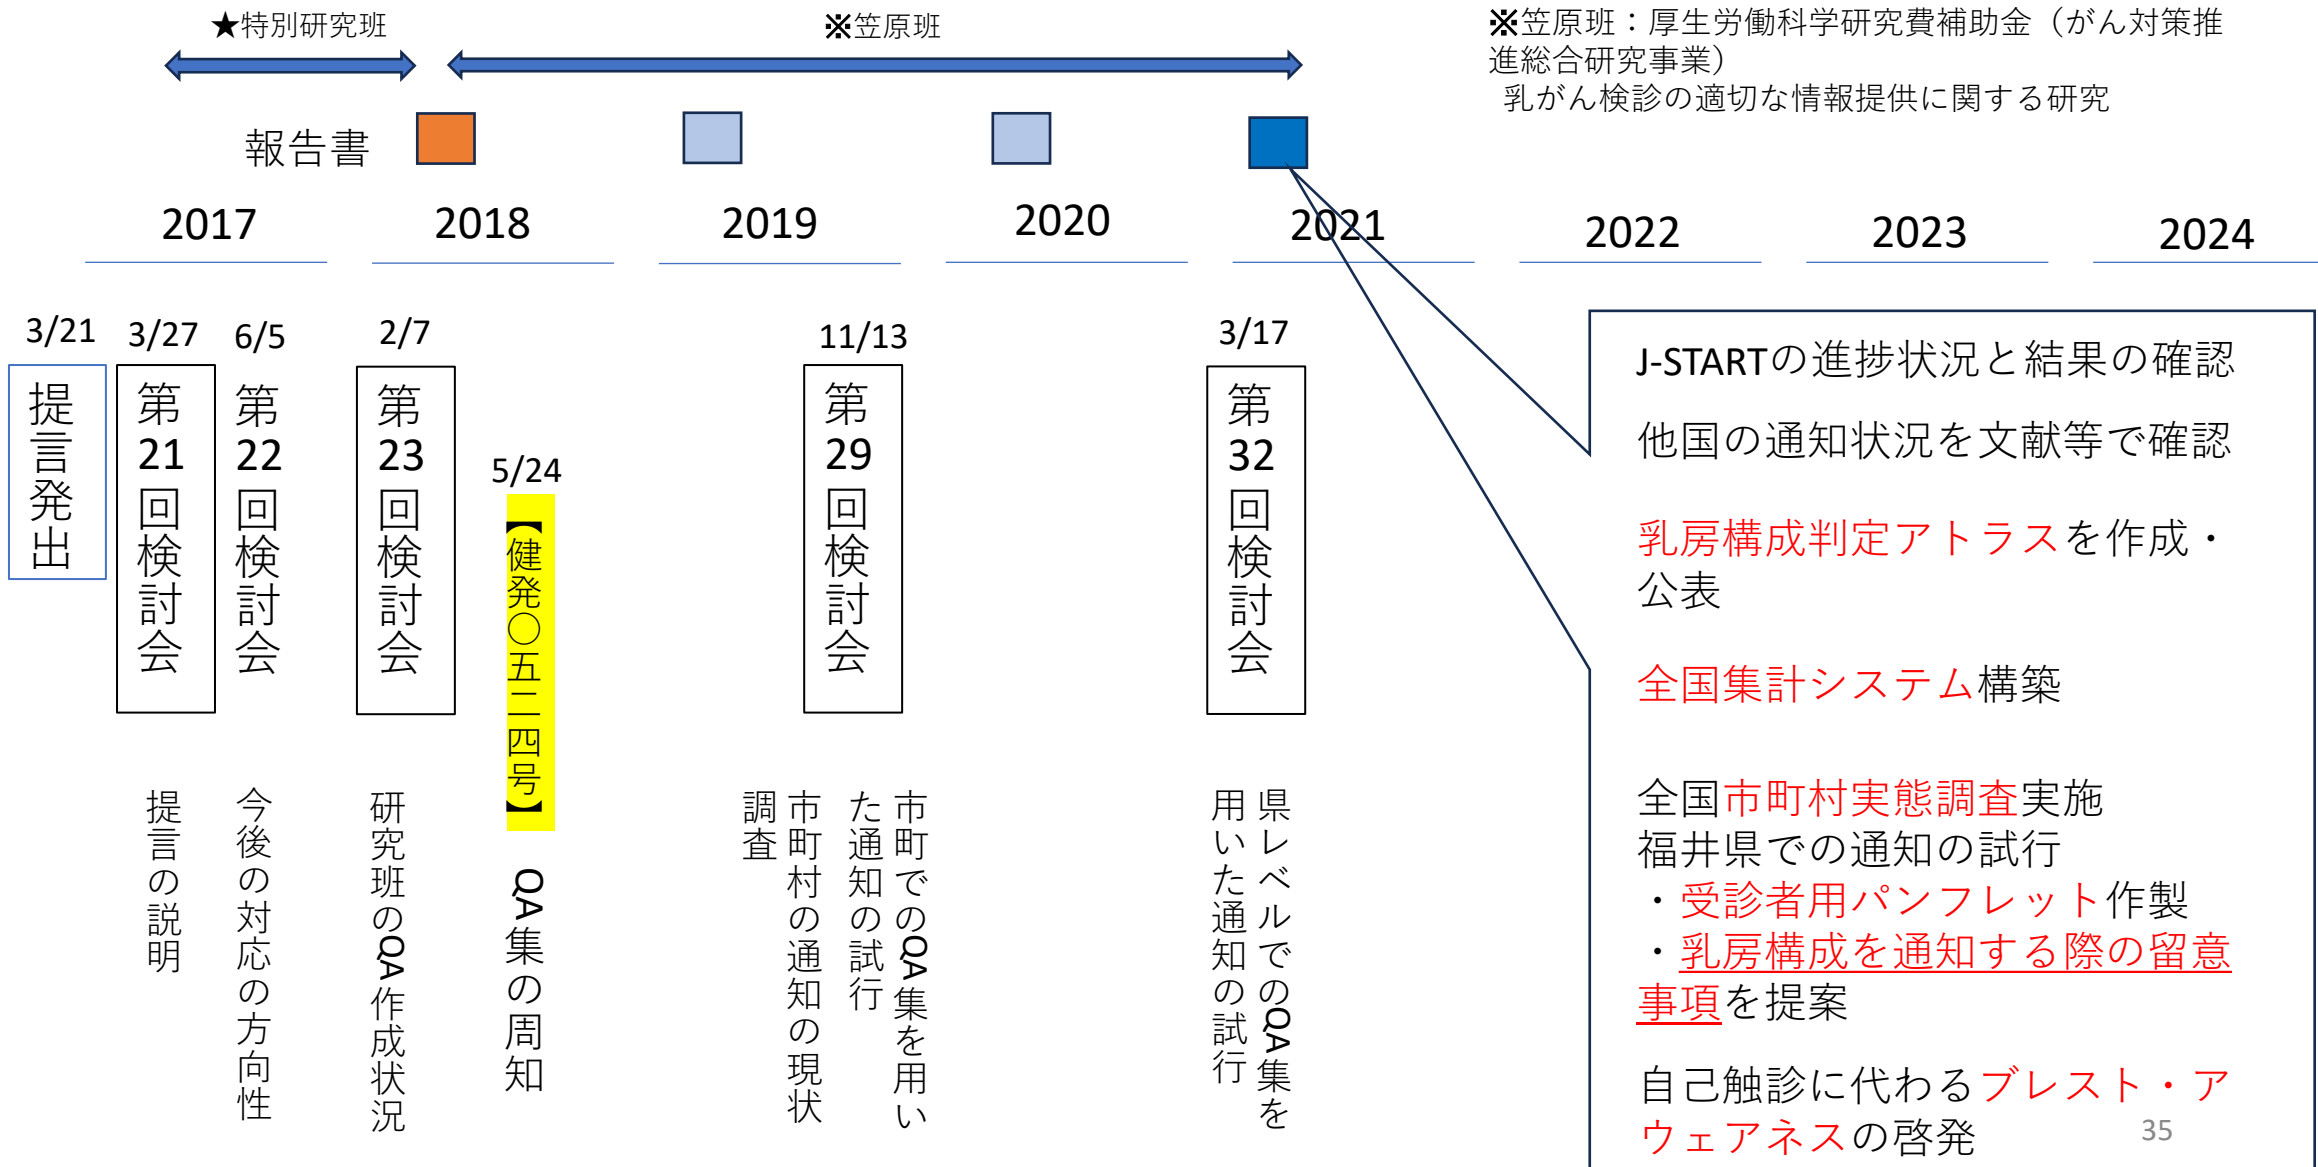 ★特別研究班
※笠原班
※笠原班：厚生労働科学研究費補助金（がん対策推
進総合研究事業）
乳がん検診の適切な情報提供に関する研究
報告書
2017
2018
2019
2020
2021
2022
2023
2024
3/21
提言発出
3/27
第21回検討会
提言の説明
6/5
第22回検討会
今後の対応の方向性
2/7
第23回検討会
研究班のQA作成状況
5/24
【健発〇五二四号】
QA集の周知
11/13
第29回検討会
市町でのQA集を用い
た通知の試行
市町村の通知の現状
調査
3/17
第32回検討会
県レベルでのQA集を
用いた通知の試行
J-STARTの進捗状況と結果の確認
他国の通知状況を文献等で確認
乳房構成判定アトラスを作成・
公表
全国集計システム構築
全国市町村実態調査実施
福井県での通知の試行
・受診者用パンフレット作製
・乳房構成を通知する際の留意
事項を提案
自己触診に代わるブレスト・ア
ウェアネスの啓発
35